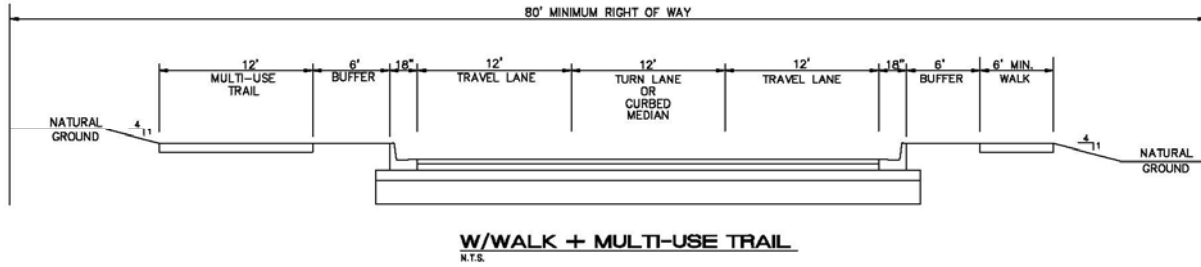 80' MINIMUM RIGHT OF WAY
12' 6' 18" 12' 12' 12' 18" 6' 6' MIN.
MULTI-USE BUFFER TRAVEL LANE TURN LANE TRAVEL LANE BUFFER WALK
TRAIL OR
CURBED
MEDIAN
NATURAL
GROUND
4
1
4
1
NATURAL
GROUND
W/WALK + MULTI-USE TRAIL
N.T.S.